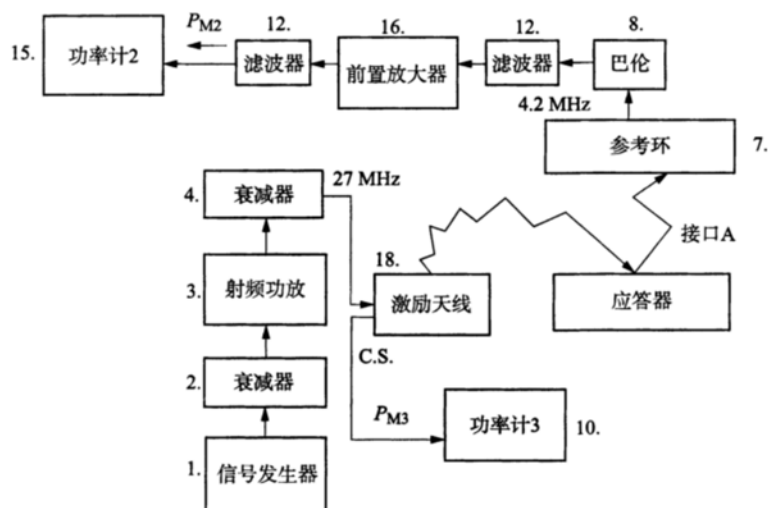 P_M2
12.
16.
12.
8.
15.
功率计2
滤波器
前置放大器
滤波器
巴伦
4.2 MHz
参考环
7.
4.
衰减器
27 MHz
接口A
18.
3.
射频功放
激励天线
应答器
C.S.
2.
衰减器
P_M3
功率计3
10.
1.
信号发生器